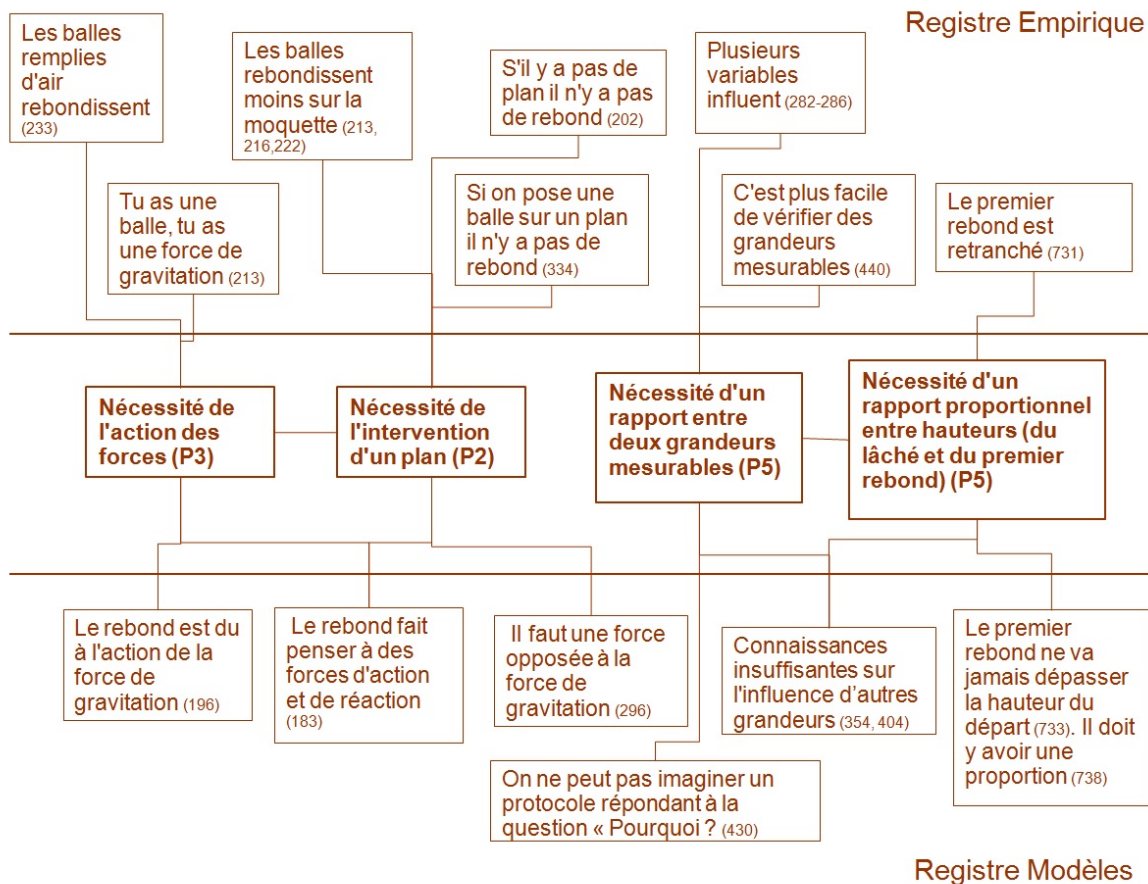 Registre Empirique
Les balles
remplies
d'air
rebondissent
(233)
Les balles
rebondissent
moins sur la
moquette (213,
216,222)
S'il y a pas de
plan il n'y a pas
de rebond (202)
Plusieurs
variables
influent (282-286)
Tu as une
balle, tu as
une force de
gravitation (213)
Si on pose une
balle sur un plan
il n'y a pas de
rebond (334)
C'est plus facile
de vérifier des
grandeurs
mesurables (440)
Le premier
rebond est
retranché (731)
Nécessité de
l'action des
forces (P3)
Nécessité de
l'intervention
d'un plan (P2)
Nécessité d'un
rapport entre
deux grandeurs
mesurables (P5)
Nécessité d'un
rapport proportionnel
entre hauteurs (du
lâché et du premier
rebond) (P5)
Le rebond est du
à l'action de la
force de
gravitation (196)
Le rebond fait
penser à des
forces d'action
et de réaction
(183)
Il faut une force
opposée à la
force de
gravitation (296)
Connaissances
insuffisantes sur
l'influence d'autres
grandeurs (354, 404)
Le premier
rebond ne va
jamais dépasser
la hauteur du
départ (733). Il doit
y avoir une
proportion (738)
On ne peut pas imaginer un
protocole répondant à la
question « Pourquoi ? (430)
Registre Modèles